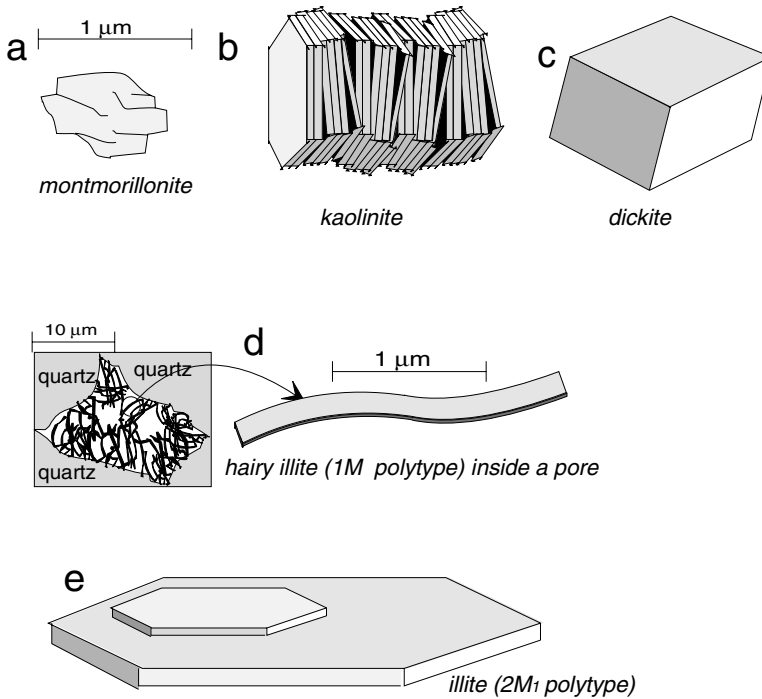 1 µm
a
b
c
montmorillonite
kaolinite
dickite
10 µm
d
1 µm
quartz
quartz
quartz
hairy illite (1M polytype) inside a pore
e
illite (2M₁ polytype)